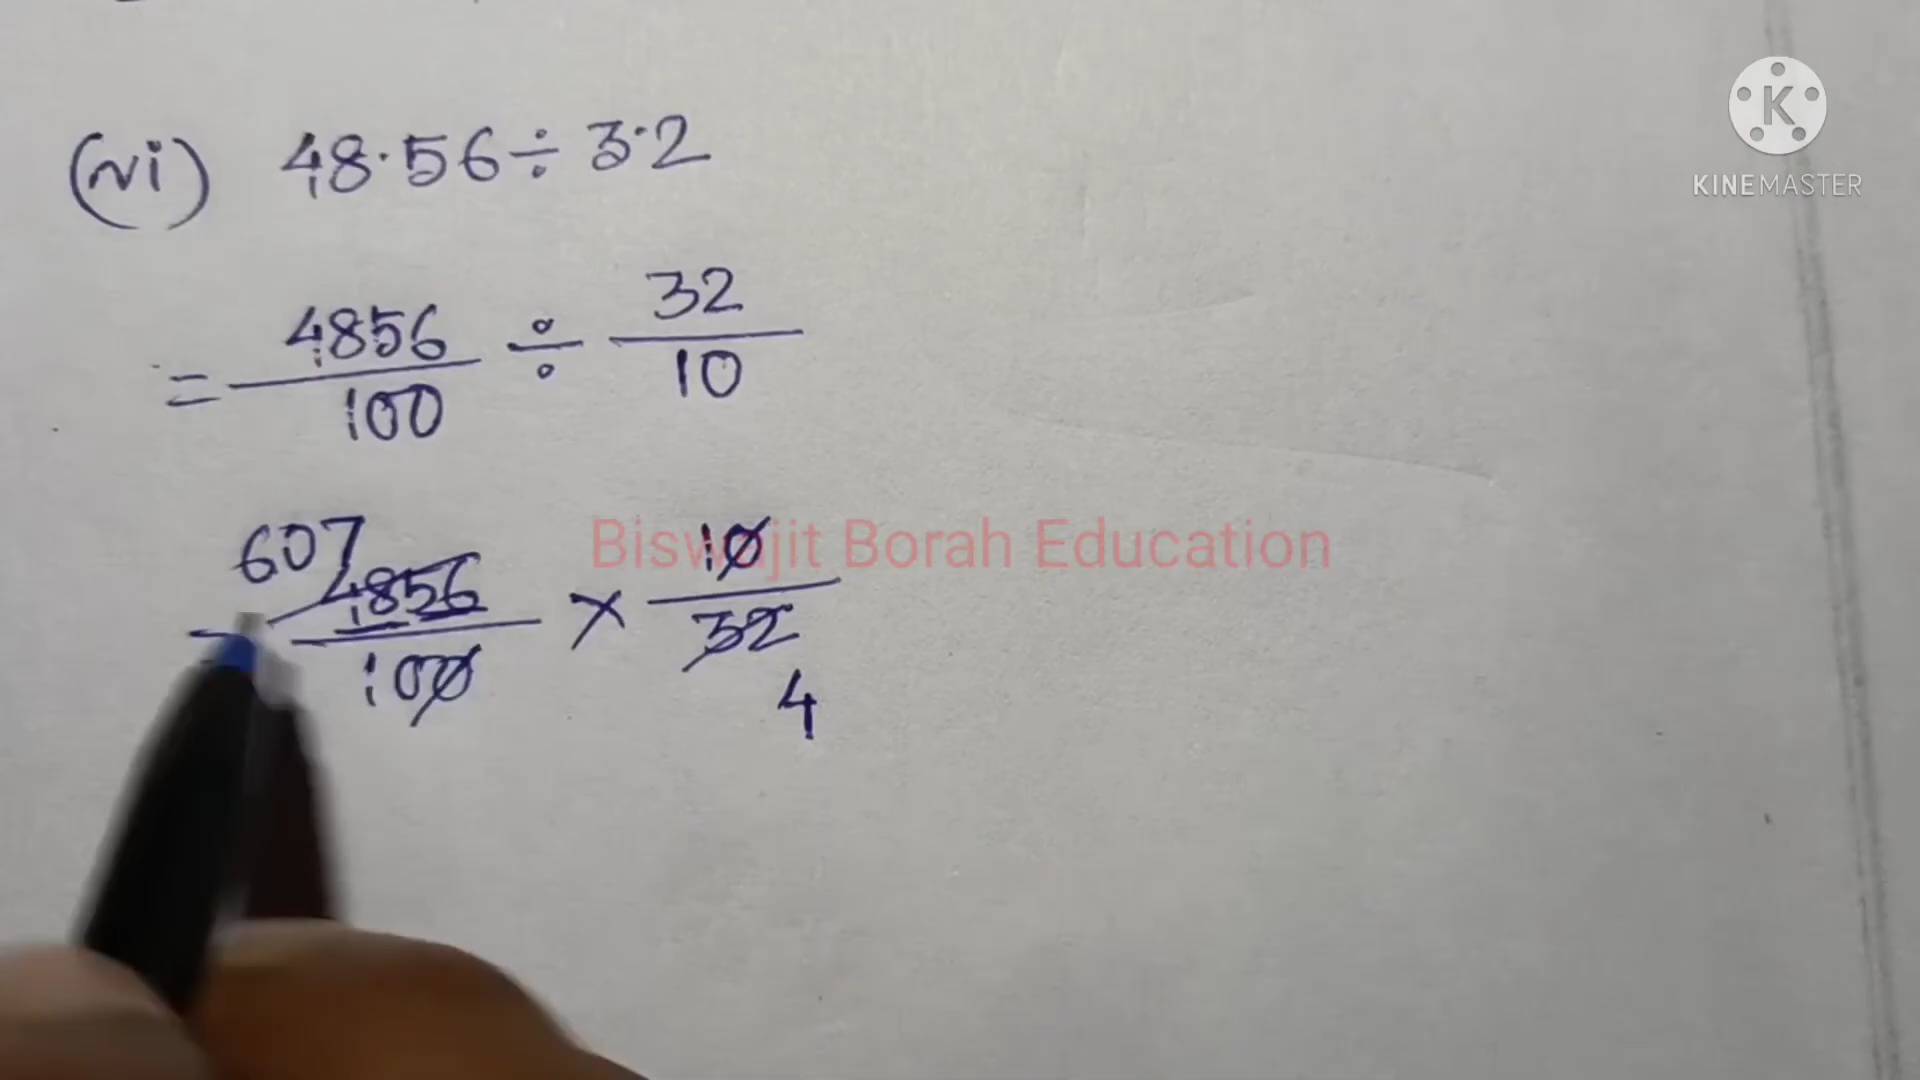 KINEMASTER
(vi) 48.56 ÷ 3.2
= 4856/100 ÷ 32/10
607
= 4856/100 × 10/32
4
Biswajit Borah Education